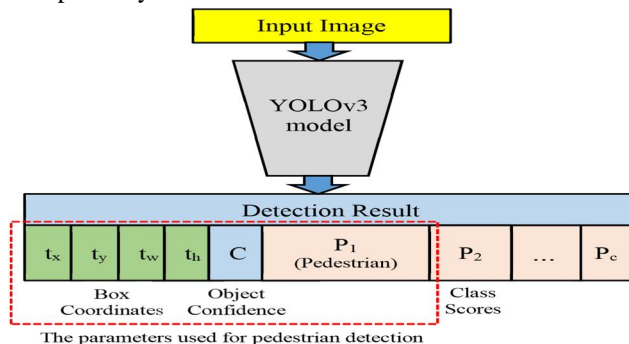 Input Image
YOLOv3
model
Detection Result
tx ty tw th C P1 P2 ... Pc
(Pedestrian)
Box Object Class
Coordinates Confidence Scores
The parameters used for pedestrian detection